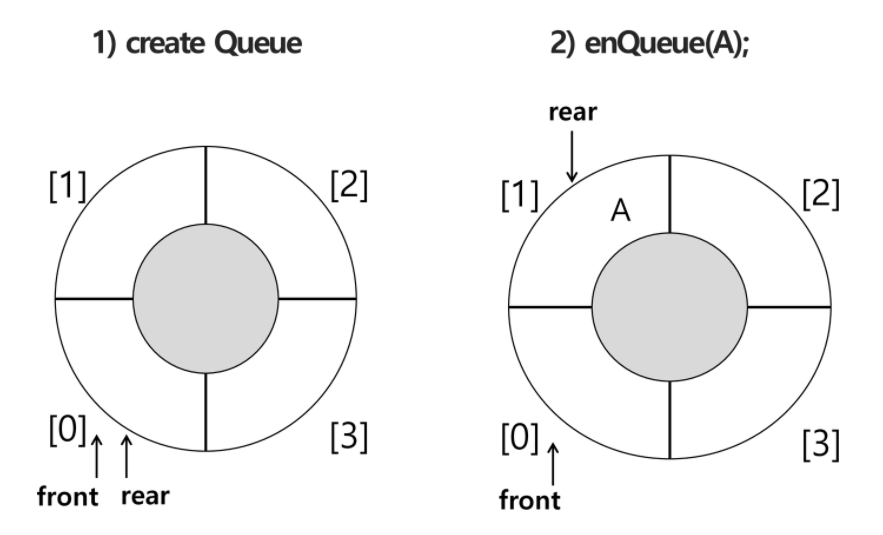 1) create Queue
[1]
[2]
[0]
[3]
front rear
2) enQueue(A);
rear
[1]
A
[2]
[0]
[3]
front